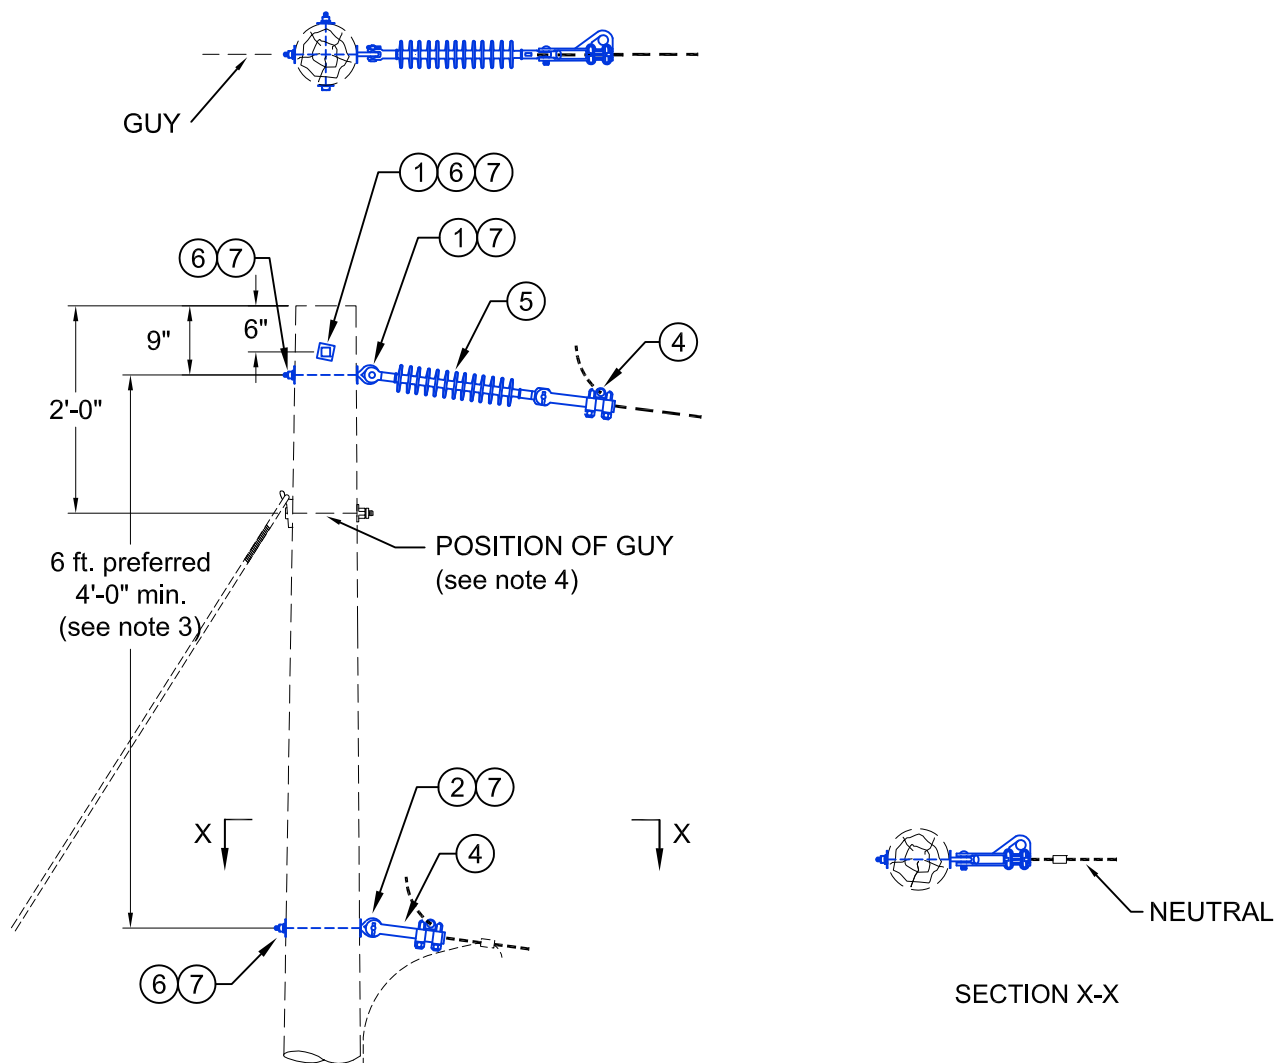 GUY
1 6 7
1 7
6 7
5
6"
9"
4
2'-0"
6 ft. preferred
4'-0" min.
(see note 3)
POSITION OF GUY
(see note 4)
2 7
X X
4
NEUTRAL
6 7
SECTION X-X